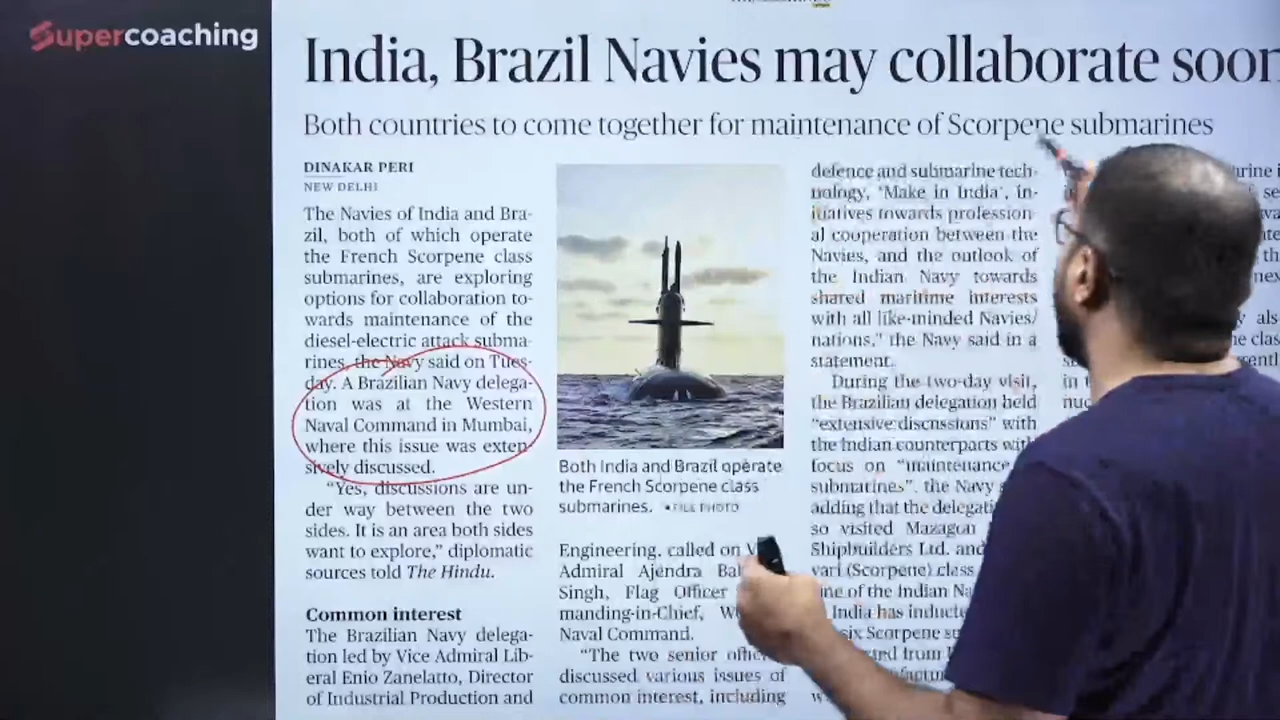 Supercoaching
India, Brazil Navies may collaborate soon
Both countries to come together for maintenance of Scorpene submarines
DINAKAR PERI
NEW DELHI
The Navies of India and Bra-
zil, both of which operate
the French Scorpene class
submarines, are exploring
options for collaboration to-
wards maintenance of the
diesel-electric attack subma-
rines, the Navy said on Tues-
day. A Brazilian Navy delega-
tion was at the Western
Naval Command in Mumbai,
where this issue was exten-
sively discussed.
"Yes, discussions are un-
der way between the two
sides. It is an area both sides
want to explore," diplomatic
sources told The Hindu.
Common interest
The Brazilian Navy delega-
tion led by Vice Admiral Lib-
eral Enio Zanelatto, Director
of Industrial Production and
Both India and Brazil operate
the French Scorpene class
submarines. •FILE PHOTO
Engineering, called on
Admiral Ajendra
Singh, Flag Officer
manding-in-Chief,
Naval Command.
"The two senior
discussed various issues of
common interest, including
defence and submarine tech-
nology, 'Make in India', in-
itiatives towards profession-
al cooperation between the
Navies, and the outlook of
the Indian Navy towards
shared maritime interests
with all like-minded Navies/
nations," the Navy said in a
statement.
During the two-day visit,
the Brazilian delegation held
"extensive discussions" with
the Indian counterparts with
focus on "maintenance
submarines", the Navy
adding that the
so visited Mazagon
Shipbuilders Ltd. and
(Scorpene) class
of the Indian
India has
six Scorpene
from